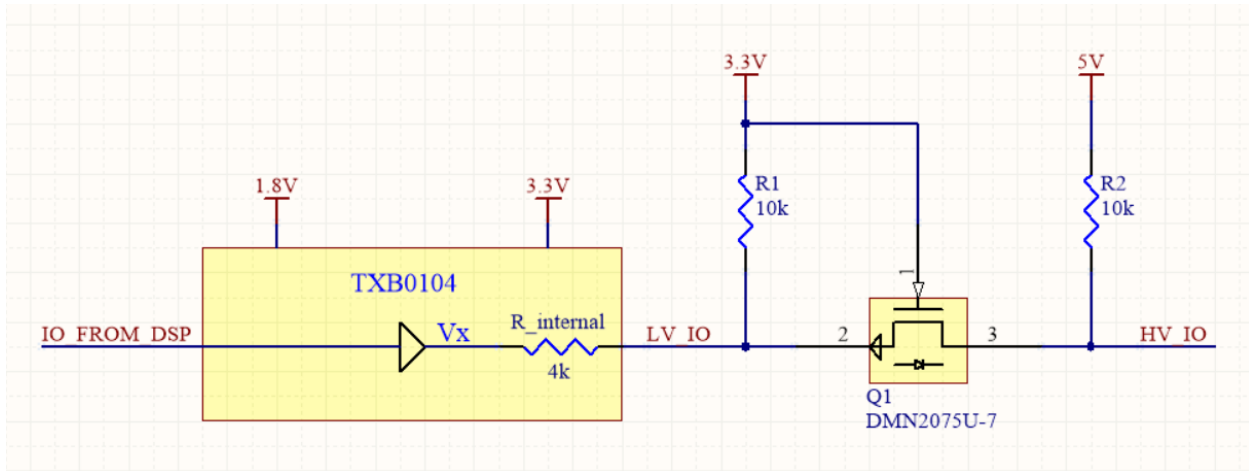 3.3V
5V
R1
10k
R2
10k
1.8V
3.3V
TXB0104
1
IO_FROM_DSP
Vx
R_internal
4k
LV_IO
2
3
HV_IO
Q1
DMN2075U-7